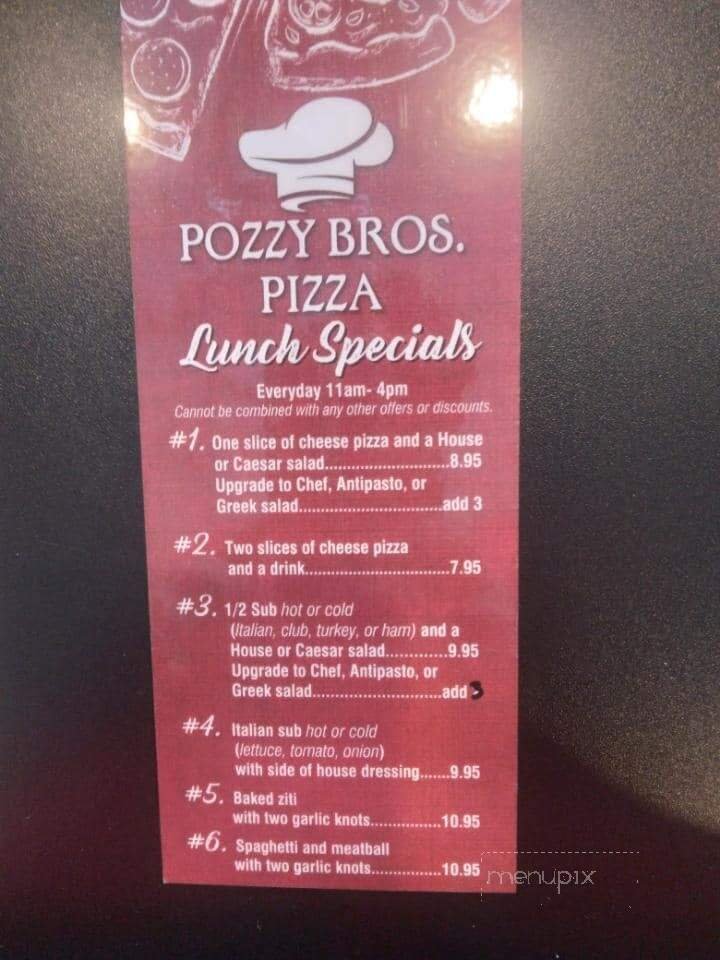 POZZY BROS.
PIZZA
Lunch Specials
Everyday 11am- 4pm
Cannot be combined with any other offers or discounts.
#1. One slice of cheese pizza and a House
or Caesar salad..............................8.95
Upgrade to Chef, Antipasto, or
Greek salad..................................add 3
#2. Two slices of cheese pizza
and a drink..................................7.95
#3. 1/2 Sub hot or cold
(Italian, club, turkey, or ham) and a
House or Caesar salad..............9.95
Upgrade to Chef, Antipasto, or
Greek salad...............................add 3
#4. Italian sub hot or cold
(lettuce, tomato, onion)
with side of house dressing.......9.95
#5. Baked ziti
with two garlic knots.................10.95
#6. Spaghetti and meatball
with two garlic knots.................10.95
menupix